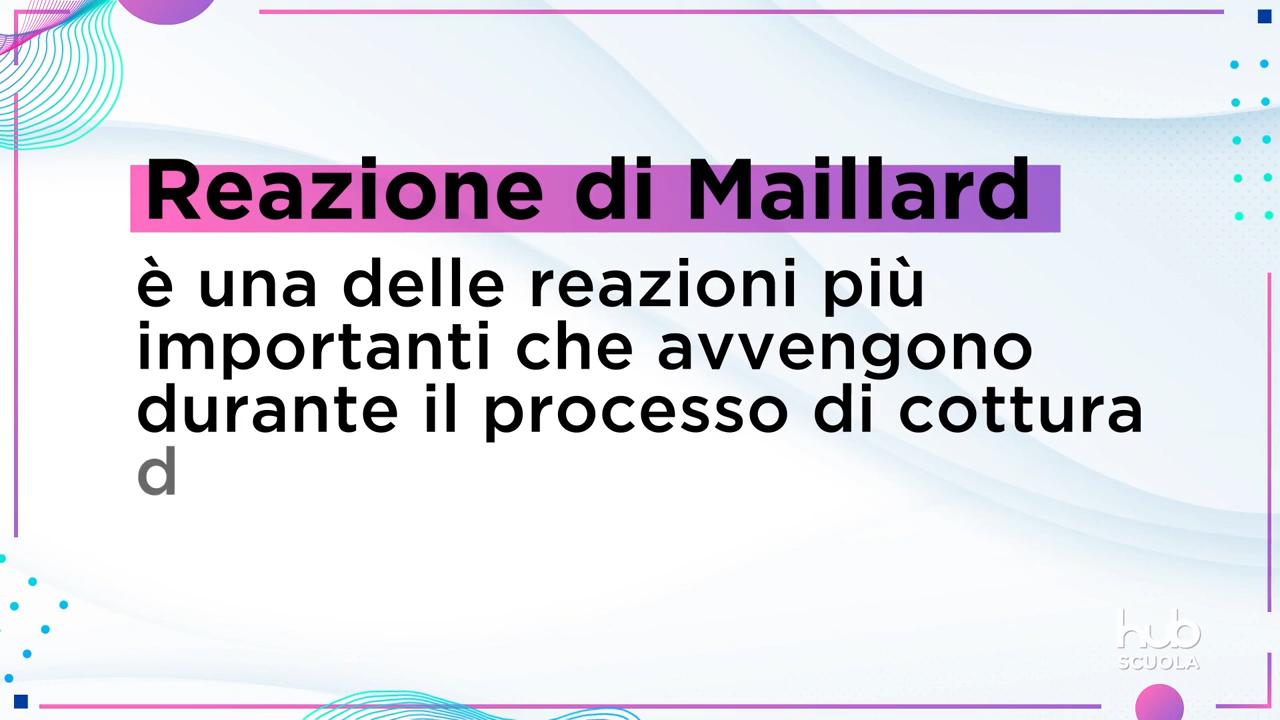 Reazione di Maillard
è una delle reazioni più
importanti che avvengono
durante il processo di cottura
d
hub
SCUOLA